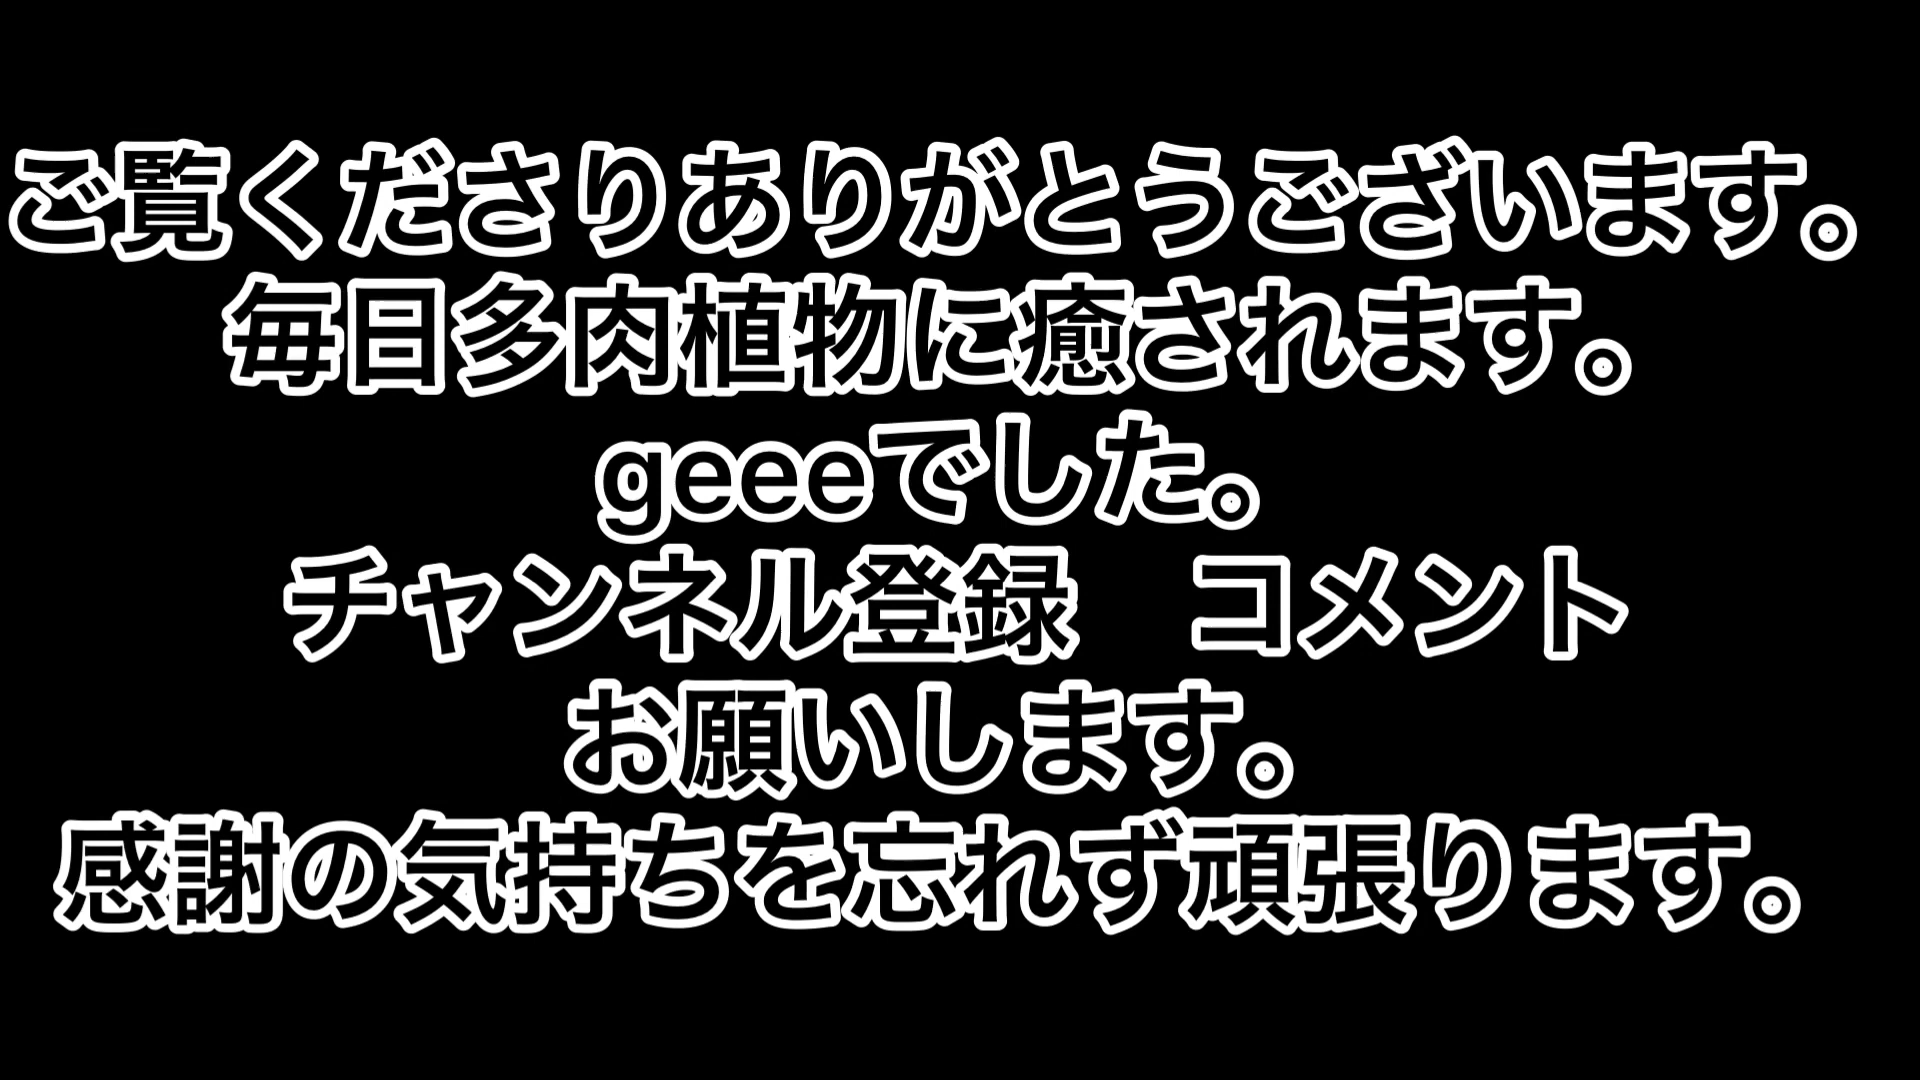 ご覧くださりありがとうございます。
毎日多肉植物に癒されます。
geeeでした。
チャンネル登録　コメント
お願いします。
感謝の気持ちを忘れず頑張ります。